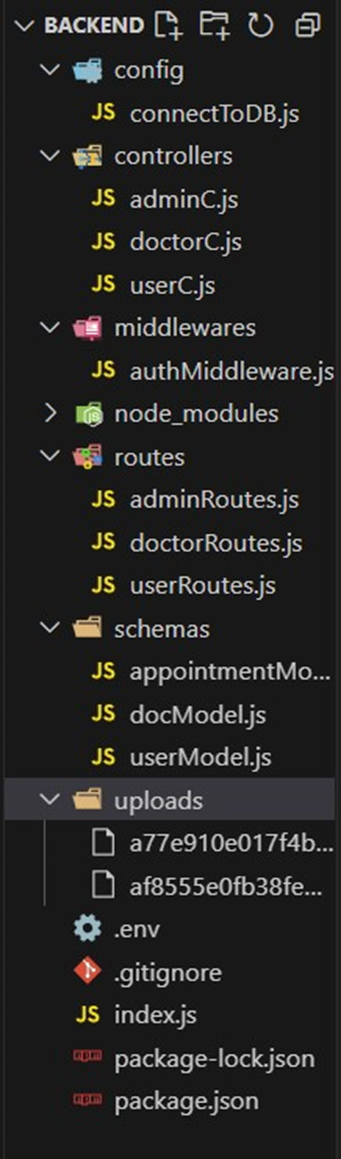 BACKEND
config
JS connectToDB.js
controllers
JS adminC.js
JS doctorC.js
JS userC.js
middlewares
JS authMiddleware.js
node_modules
routes
JS adminRoutes.js
JS doctorRoutes.js
JS userRoutes.js
schemas
JS appointmentMo...
JS docModel.js
JS userModel.js
uploads
a77e910e017f4b...
af8555e0fb38fe...
.env
.gitignore
JS index.js
package-lock.json
package.json